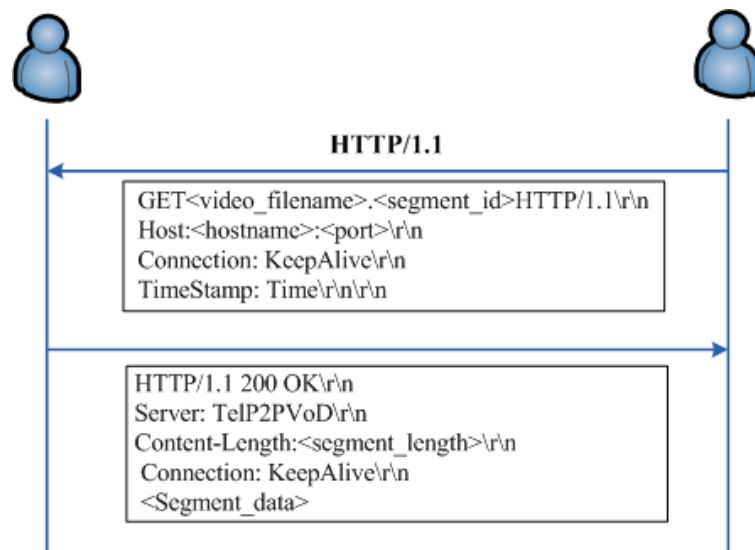 HTTP/1.1
GET<video_filename>.<segment_id>HTTP/1.1\r\n
Host:<hostname>:<port>\r\n
Connection: KeepAlive\r\n
TimeStamp: Time\r\n\r\n
HTTP/1.1 200 OK\r\n
Server: TelP2PVoD\r\n
Content-Length:<segment_length>\r\n
Connection: KeepAlive\r\n
<Segment_data>